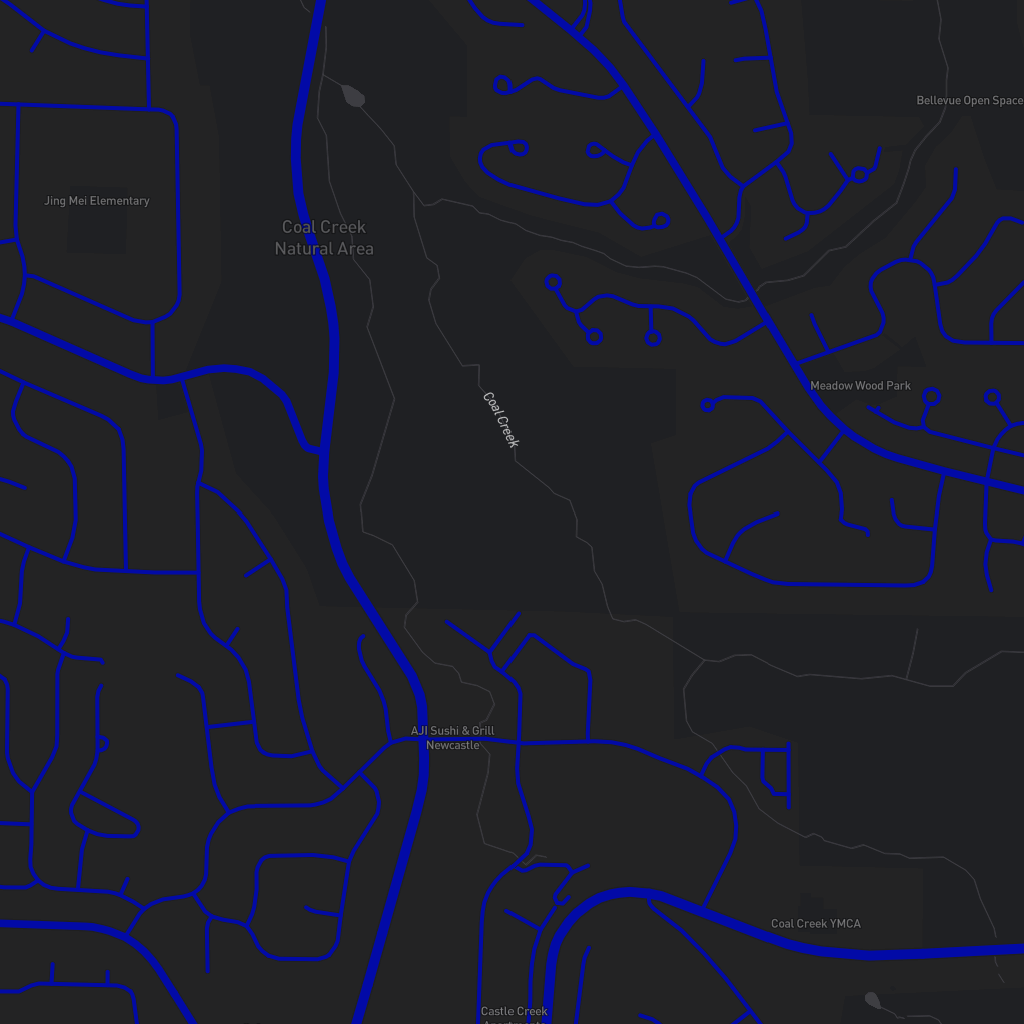 Bellevue Open Space
Jing Mei Elementary
Coal Creek
Natural Area
Meadow Wood Park
Coal Creek
AJI Sushi & Grill
Newcastle
Coal Creek YMCA
Castle Creek
Apartments